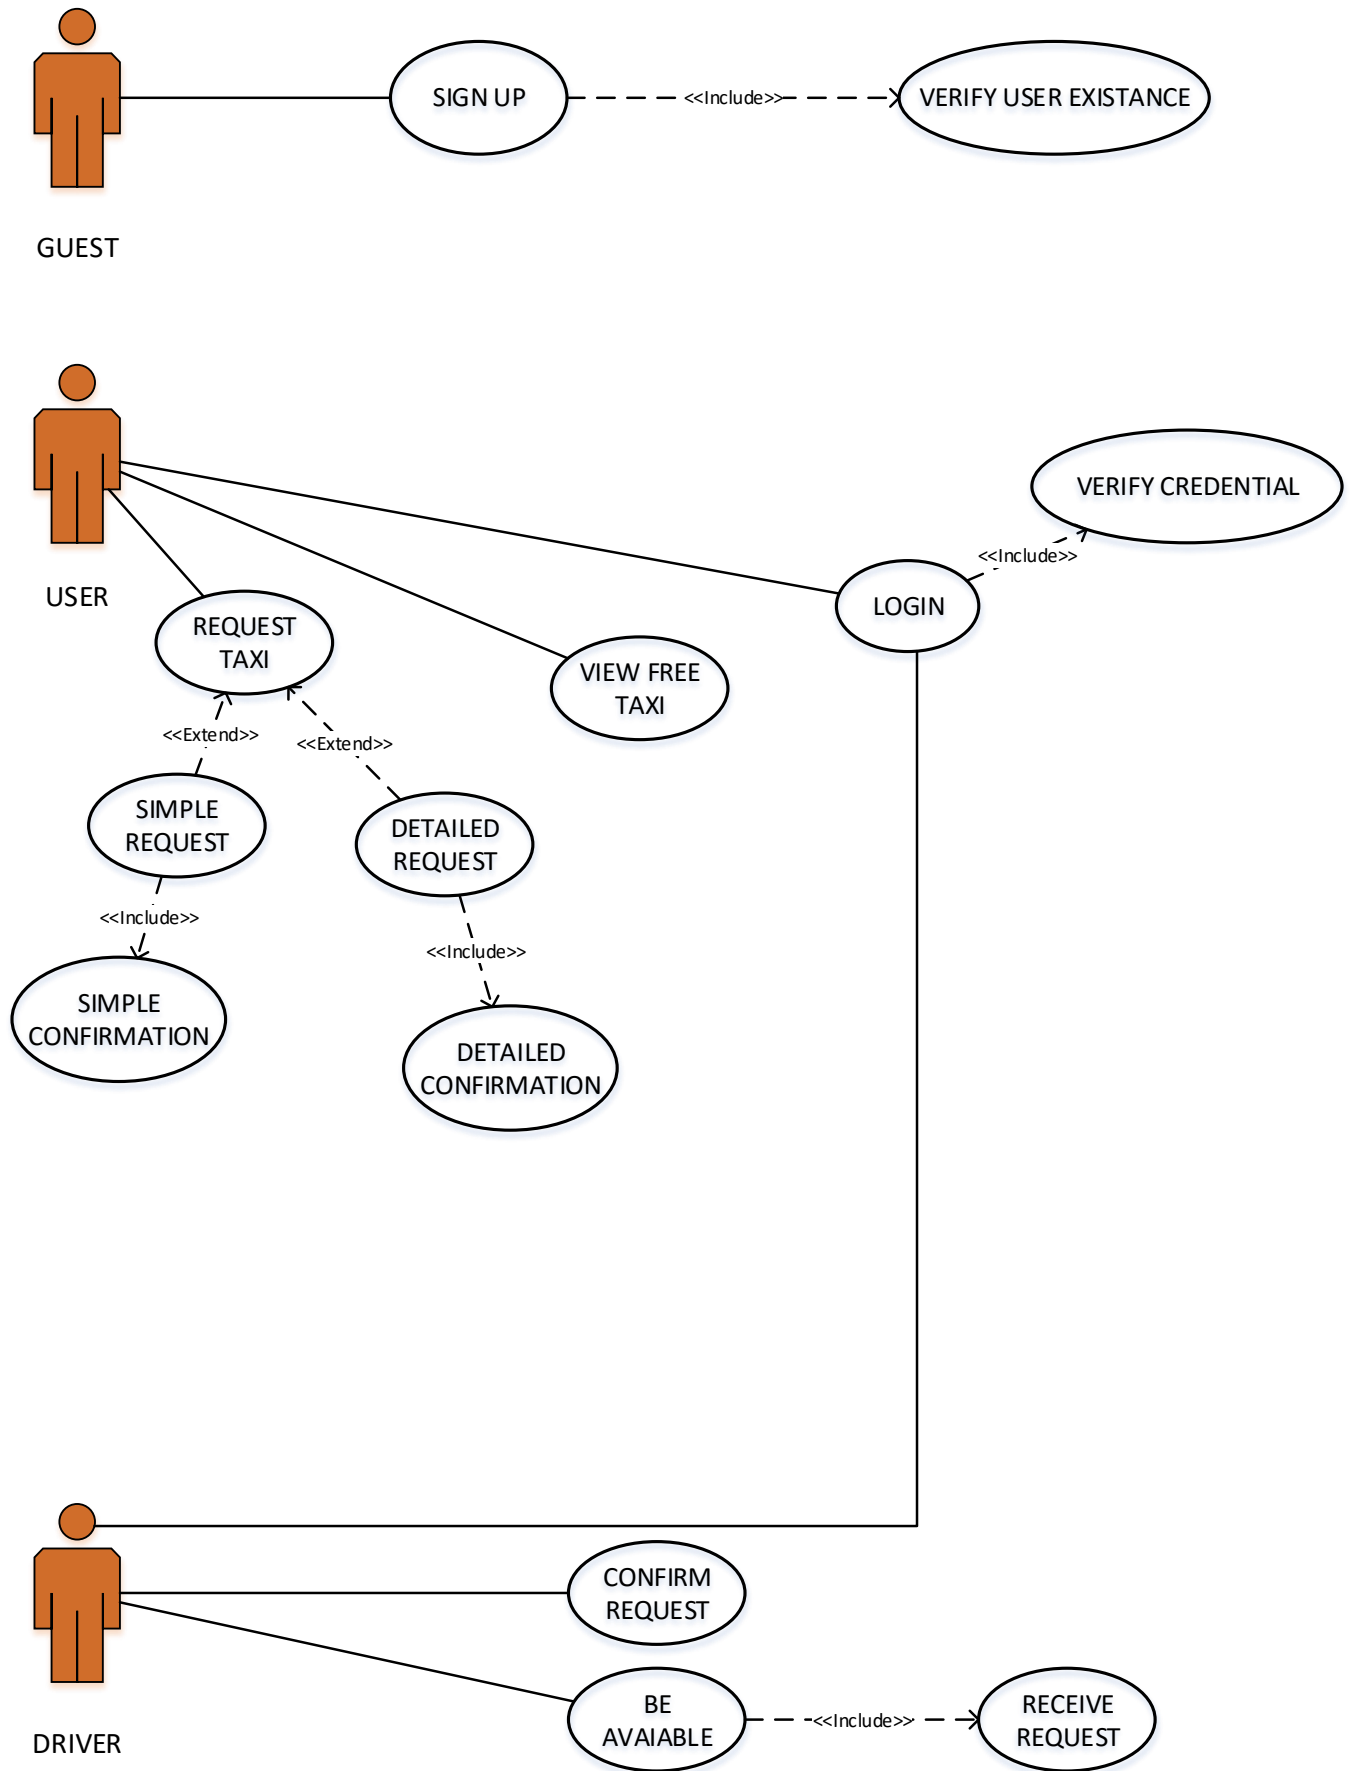 SIGN UP
<<Include>>
VERIFY USER EXISTANCE
GUEST
VERIFY CREDENTIAL
<<Include>>
LOGIN
USER
REQUEST
TAXI
VIEW FREE
TAXI
<<Extend>>
<<Extend>>
SIMPLE
REQUEST
DETAILED
REQUEST
<<Include>>
<<Include>>
SIMPLE
CONFIRMATION
DETAILED
CONFIRMATION
CONFIRM
REQUEST
BE
AVAIABLE
<<Include>>
RECEIVE
REQUEST
DRIVER